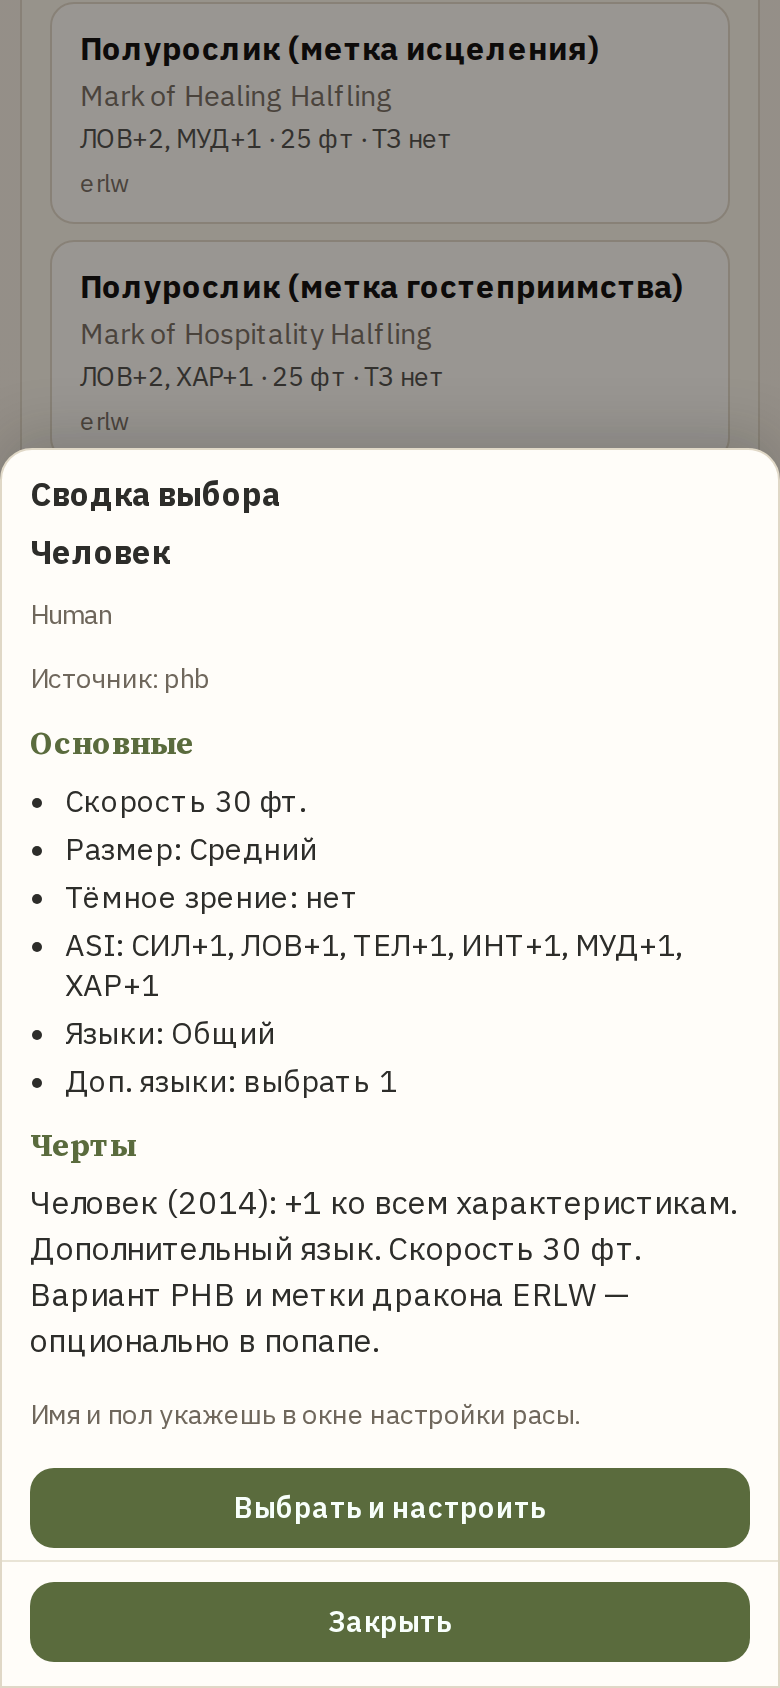 Полурослик (метка исцеления)
Mark of Healing Halfling
ЛОВ+2, МУД+1 · 25 фт · ТЗ нет
erlw
Полурослик (метка гостеприимства)
Mark of Hospitality Halfling
ЛОВ+2, ХАР+1 · 25 фт · ТЗ нет
erlw
Сводка выбора
Человек
Human
Источник: phb
Основные
• Скорость 30 фт.
• Размер: Средний
• Тёмное зрение: нет
• ASI: СИЛ+1, ЛОВ+1, ТЕЛ+1, ИНТ+1, МУД+1,
ХАР+1
• Языки: Общий
• Доп. языки: выбрать 1
Черты
Человек (2014): +1 ко всем характеристикам.
Дополнительный язык. Скорость 30 фт.
Вариант PHB и метки дракона ERLW —
опционально в попапе.
Имя и пол укажешь в окне настройки расы.
Выбрать и настроить
Закрыть